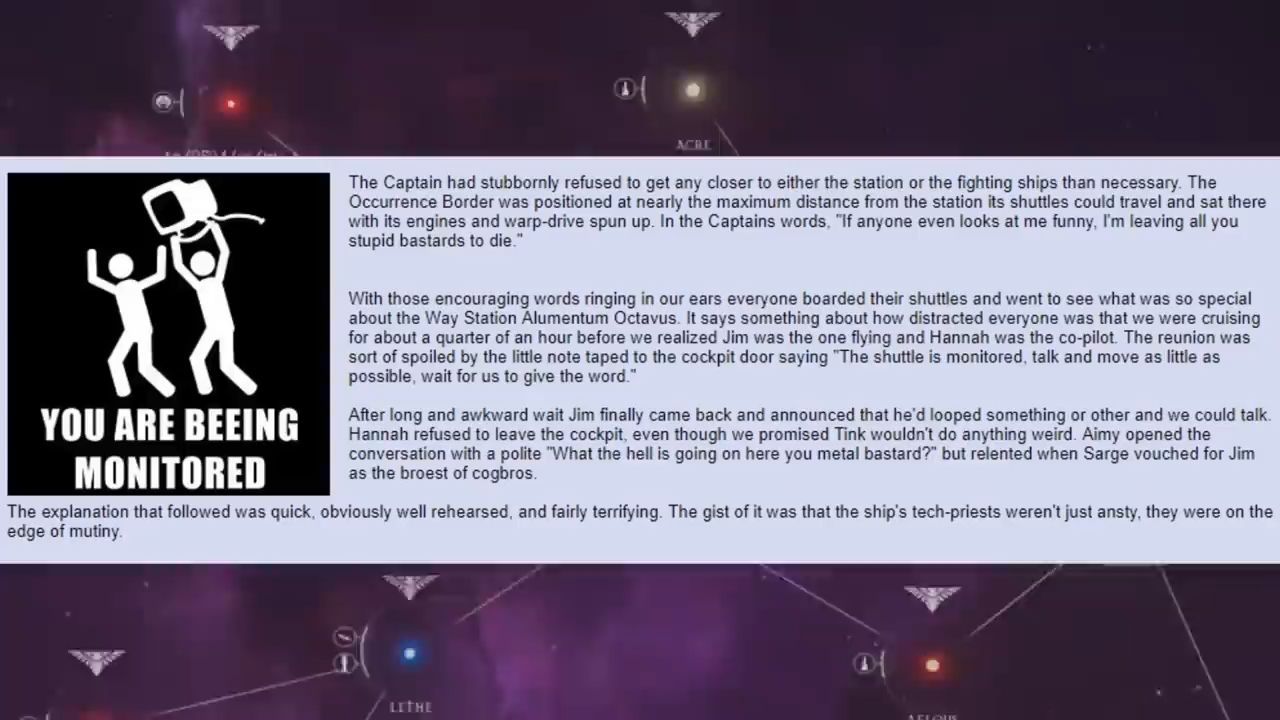 ACRE
The Captain had stubbornly refused to get any closer to either the station or the fighting ships than necessary. The
Occurrence Border was positioned at nearly the maximum distance from the station its shuttles could travel and sat there
with its engines and warp-drive spun up. In the Captains words, "If anyone even looks at me funny, I'm leaving all you
stupid bastards to die."
With those encouraging words ringing in our ears everyone boarded their shuttles and went to see what was so special
about the Way Station Alumentum Octavus. It says something about how distracted everyone was that we were cruising
for about a quarter of an hour before we realized Jim was the one flying and Hannah was the co-pilot. The reunion was
sort of spoiled by the little note taped to the cockpit door saying "The shuttle is monitored, talk and move as little as
possible, wait for us to give the word."
After long and awkward wait Jim finally came back and announced that he'd looped something or other and we could talk.
Hannah refused to leave the cockpit, even though we promised Tink wouldn't do anything weird. Aimy opened the
conversation with a polite "What the hell is going on here you metal bastard?" but relented when Sarge vouched for Jim
as the broest of cogbros.
YOU ARE BEEING
MONITORED
The explanation that followed was quick, obviously well rehearsed, and fairly terrifying. The gist of it was that the ship's tech-priests weren't just ansty, they were on the
edge of mutiny.
LETHE